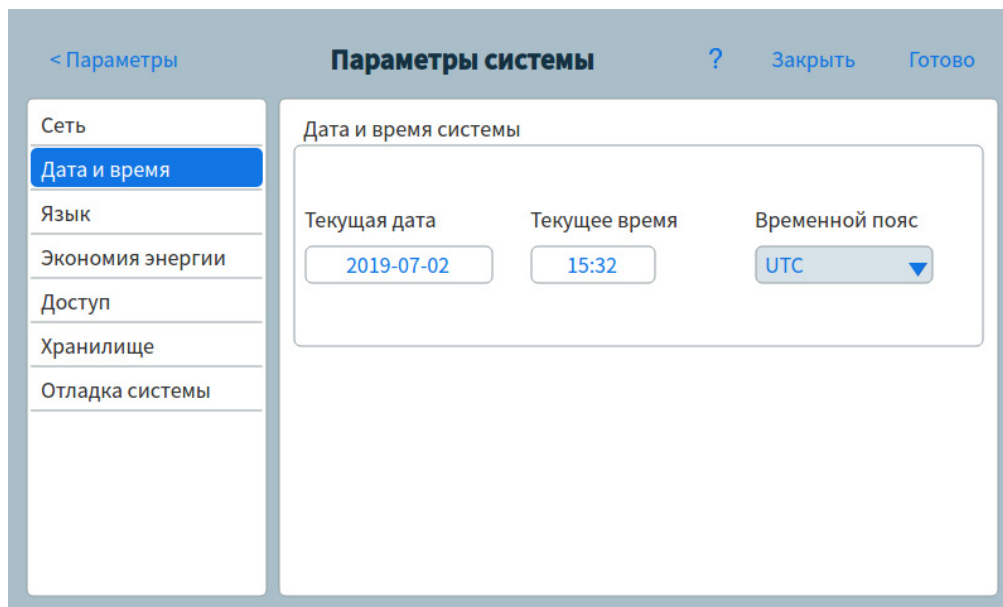 < Параметры
Параметры системы
?
Закрыть
Готово
Сеть
Дата и время
Язык
Экономия энергии
Доступ
Хранилище
Отладка системы
Дата и время системы
Текущая дата
Текущее время
Временной пояс
2019-07-02
15:32
UTC